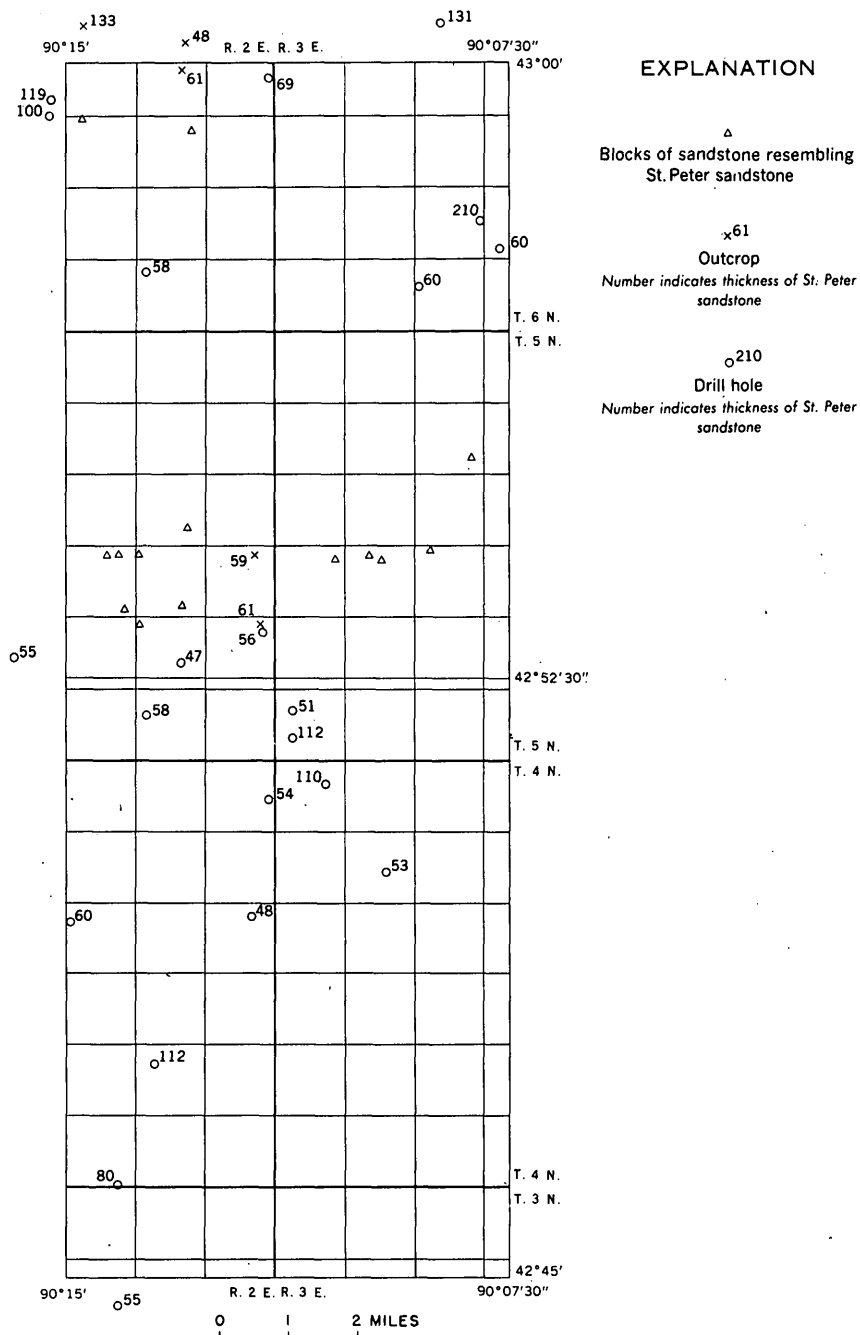 133
131
48
90°15' R. 2 E. R. 3 E. 90°07'30"
43°00'
61
69
119
100
210
60
58
60
T. 6 N.
T. 5 N.
59
61
56
55
47
42°52'30"
58
51
112
T. 5 N.
T. 4 N.
110
54
53
60
48
112
80
T. 4 N.
T. 3 N.
42°45'
90°15' R. 2 E. R. 3 E. 90°07'30"
55
0 1 2 MILES
EXPLANATION
Blocks of sandstone resembling
St. Peter sandstone
61
Outcrop
Number indicates thickness of St. Peter
sandstone
210
Drill hole
Number indicates thickness of St. Peter
sandstone